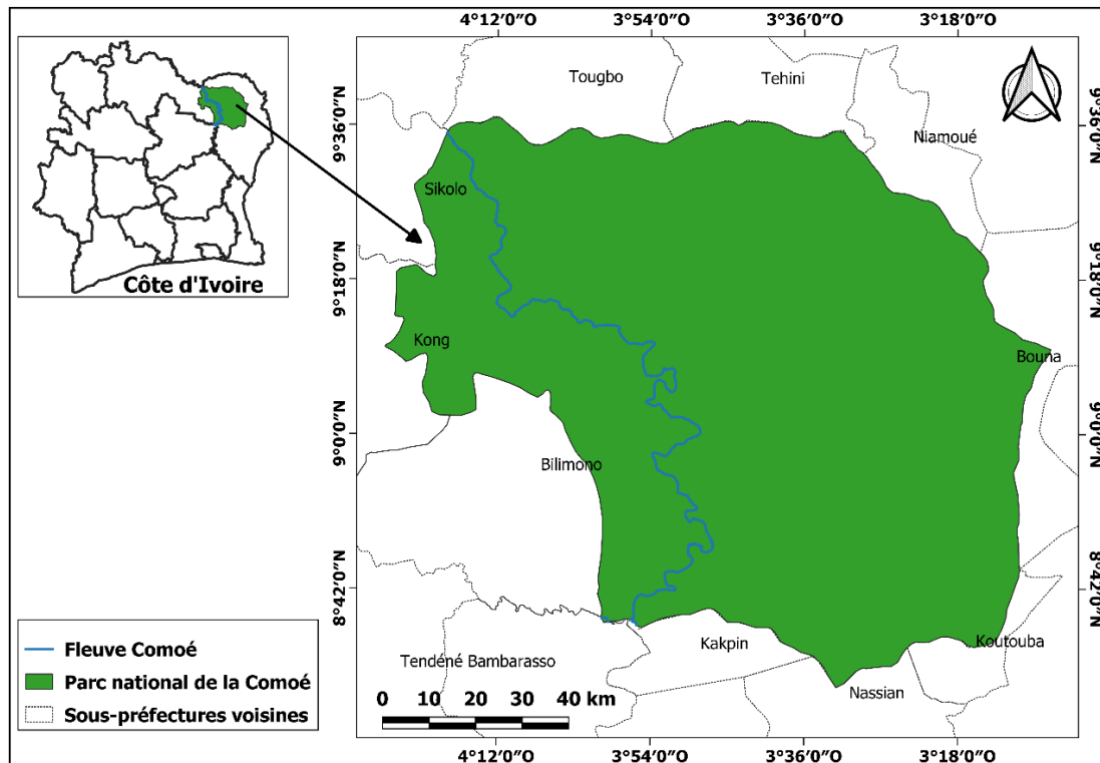 4°12′0″O 3°54′0″O 3°36′0″O 3°18′0″O
Côte d'Ivoire
9°36′0″N
9°18′0″N
9°0′0″N
8°42′0″N
Tougbo
Tehini
Niamoué
Sikolo
Kong
Bouna
Bilimono
Kakpin
Koutouba
Tendéné Bambarasso
Nassian
9°36′0″N
9°18′0″N
9°0′0″N
8°42′0″N
Fleuve Comoé
Parc national de la Comoé
Sous-préfectures voisines
0 10 20 30 40 km
4°12′0″O 3°54′0″O 3°36′0″O 3°18′0″O